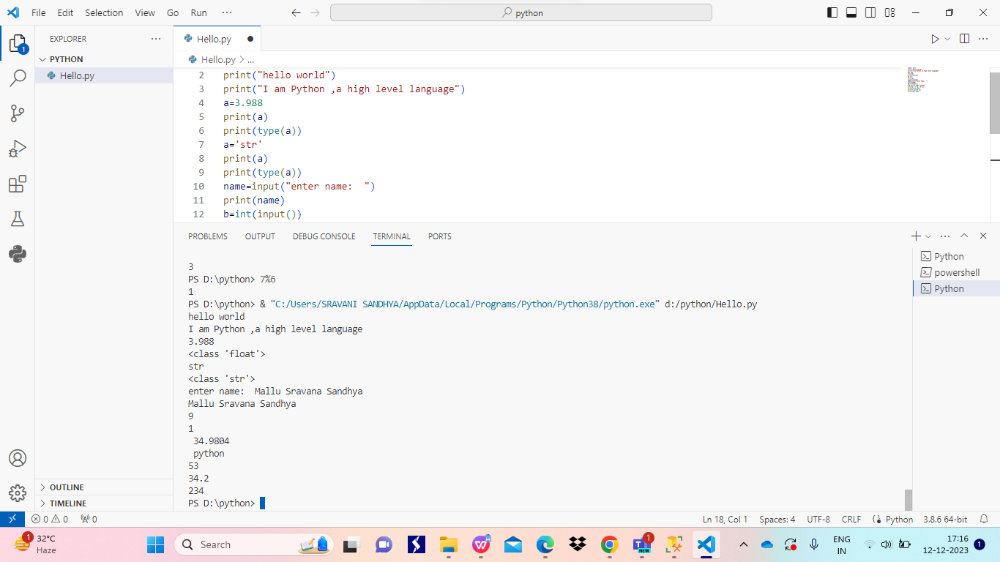 File Edit Selection View Go Run ··· python
EXPLORER ···
PYTHON
Hello.py
1
Hello.py
Hello.py > ...
2 print("hello world")
3 print("I am Python ,a high level language")
4 a=3.988
5 print(a)
6 print(type(a))
7 a='str'
8 print(a)
9 print(type(a))
10 name=input("enter name:  ")
11 print(name)
12 b=int(input())
PROBLEMS OUTPUT DEBUG CONSOLE TERMINAL PORTS
3
PS D:\python> 7%6
1
PS D:\python> & "C:/Users/SRAVANI SANDHYA/AppData/Local/Programs/Python/Python38/python.exe" d:/python/Hello.py
hello world
I am Python ,a high level language
3.988
<class 'float'>
str
<class 'str'>
enter name:  Mallu Sravana Sandhya
Mallu Sravana Sandhya
9
1
 34.9804
 python
53
34.2
234
PS D:\python>
Python
powershell
Python
OUTLINE
TIMELINE
0 0 0 Ln 18, Col 1 Spaces: 4 UTF-8 CRLF Python 3.8.6 64-bit
1 32°C
Haze
Search
1
NEW
ENG
IN
17:16
12-12-2023
1